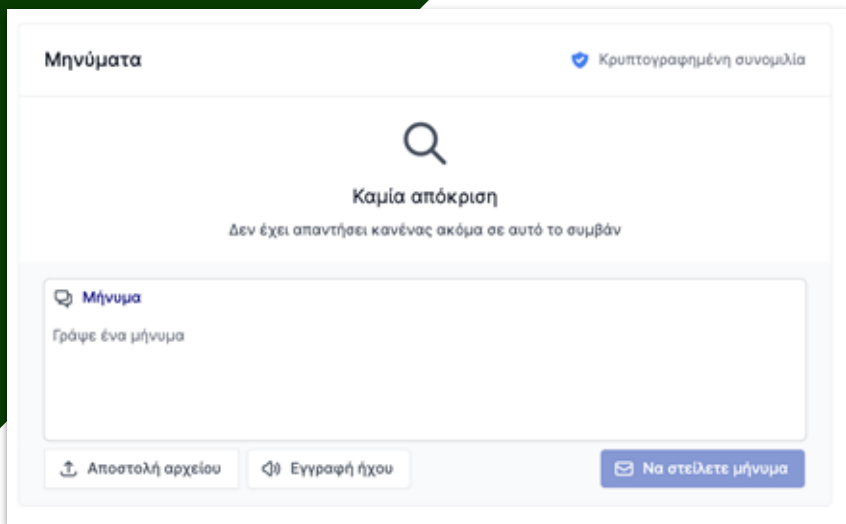 Μηνύματα
Κρυπτογραφημένη συνομιλία
Καμία απόκριση
Δεν έχει απαντήσει κανένας ακόμα σε αυτό το συμβάν
Μήνυμα
Γράψε ένα μήνυμα
Αποστολή αρχείου
Εγγραφή ήχου
Να στείλετε μήνυμα